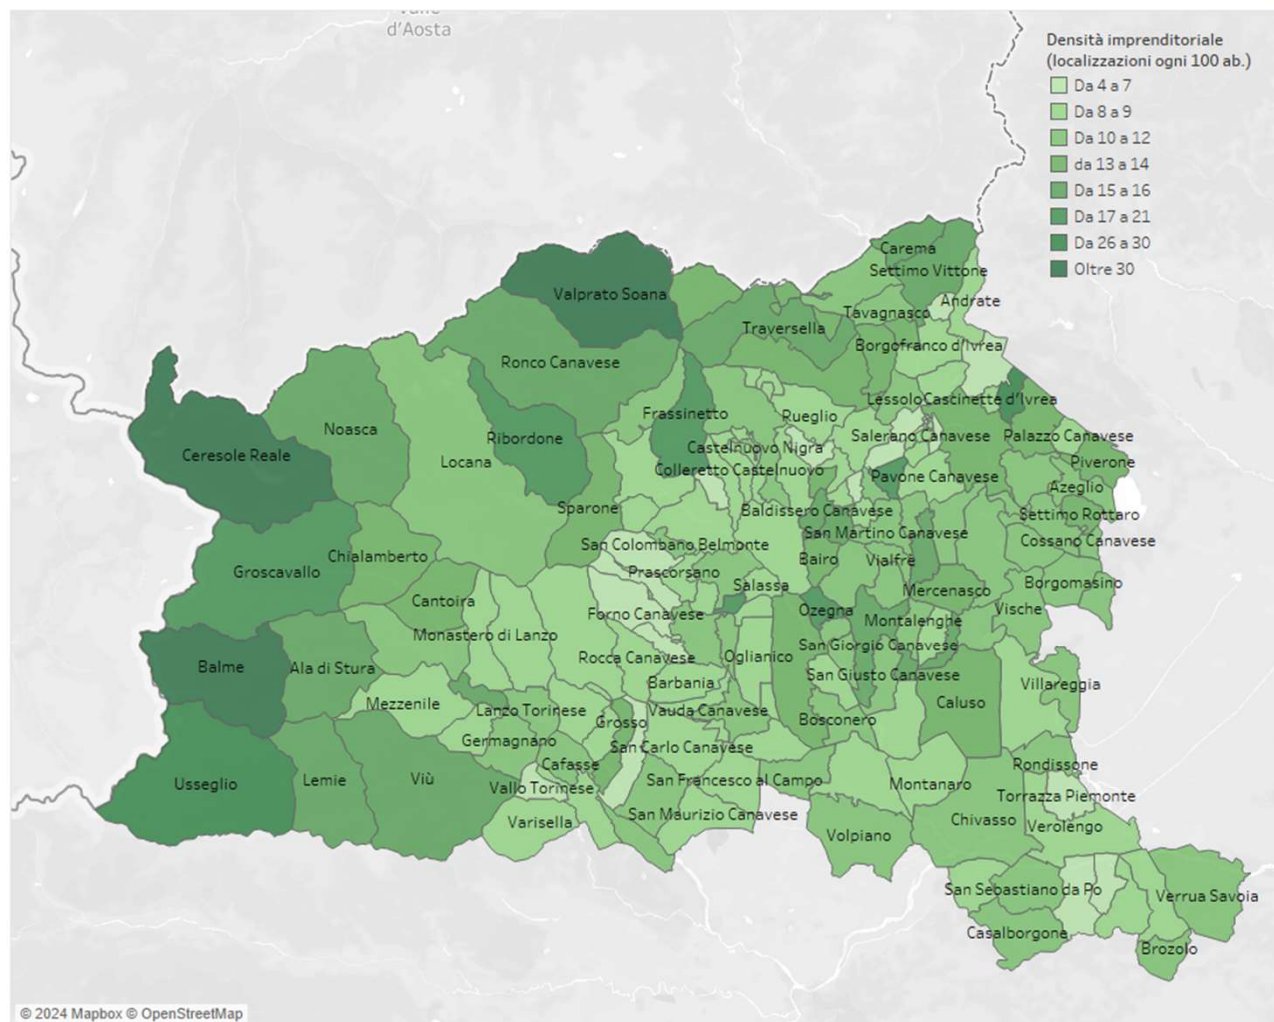 d'Aosta
Densità imprenditoriale
(localizzazioni ogni 100 ab.)
Da 4 a 7
Da 8 a 9
Da 10 a 12
da 13 a 14
Da 15 a 16
Da 17 a 21
Da 26 a 30
Oltre 30
Carema
Settimo Vittone
Valprato Soana
Andrate
Tavagnasco
Traversella
Borgofranco d'Ivrea
Ronco Canavese
Lessolo
Cascinette d'Ivrea
Frassinetto
Rueglio
Noasca
Ribordone
Salerano Canavese
Palazzo Canavese
Castelnuovo Nigra
Ceresole Reale
Locana
Piverone
Colleretto Castelnuovo
Pavone Canavese
Azeglio
Sparone
Baldissero Canavese
Settimo Rottaro
San Martino Canavese
Cossano Canavese
San Colombano Belmonte
Chialamberto
Bairo
Vialfrè
Groscavallo
Prascorsano
Salassa
Borgomasino
Mercenasco
Cantoira
Forno Canavese
Ozegna
Vische
Montalenghe
Monastero di Lanzo
San Giorgio Canavese
Rocca Canavese
Oglianico
Balme
Ala di Stura
San Giusto Canavese
Barbania
Villareggia
Mezzenile
Caluso
Lanzo Torinese
Vauda Canavese
Grosso
Bosconero
Germagnano
San Carlo Canavese
Cafasse
Rondissone
Usseglio
Lemie
Viù
San Francesco al Campo
Montanaro
Vallo Torinese
Torrazza Piemonte
San Maurizio Canavese
Varisella
Chivasso
Verolengo
Volpiano
San Sebastiano da Po
Verrua Savoia
Casalborgone
Brozolo
© 2024 Mapbox © OpenStreetMap